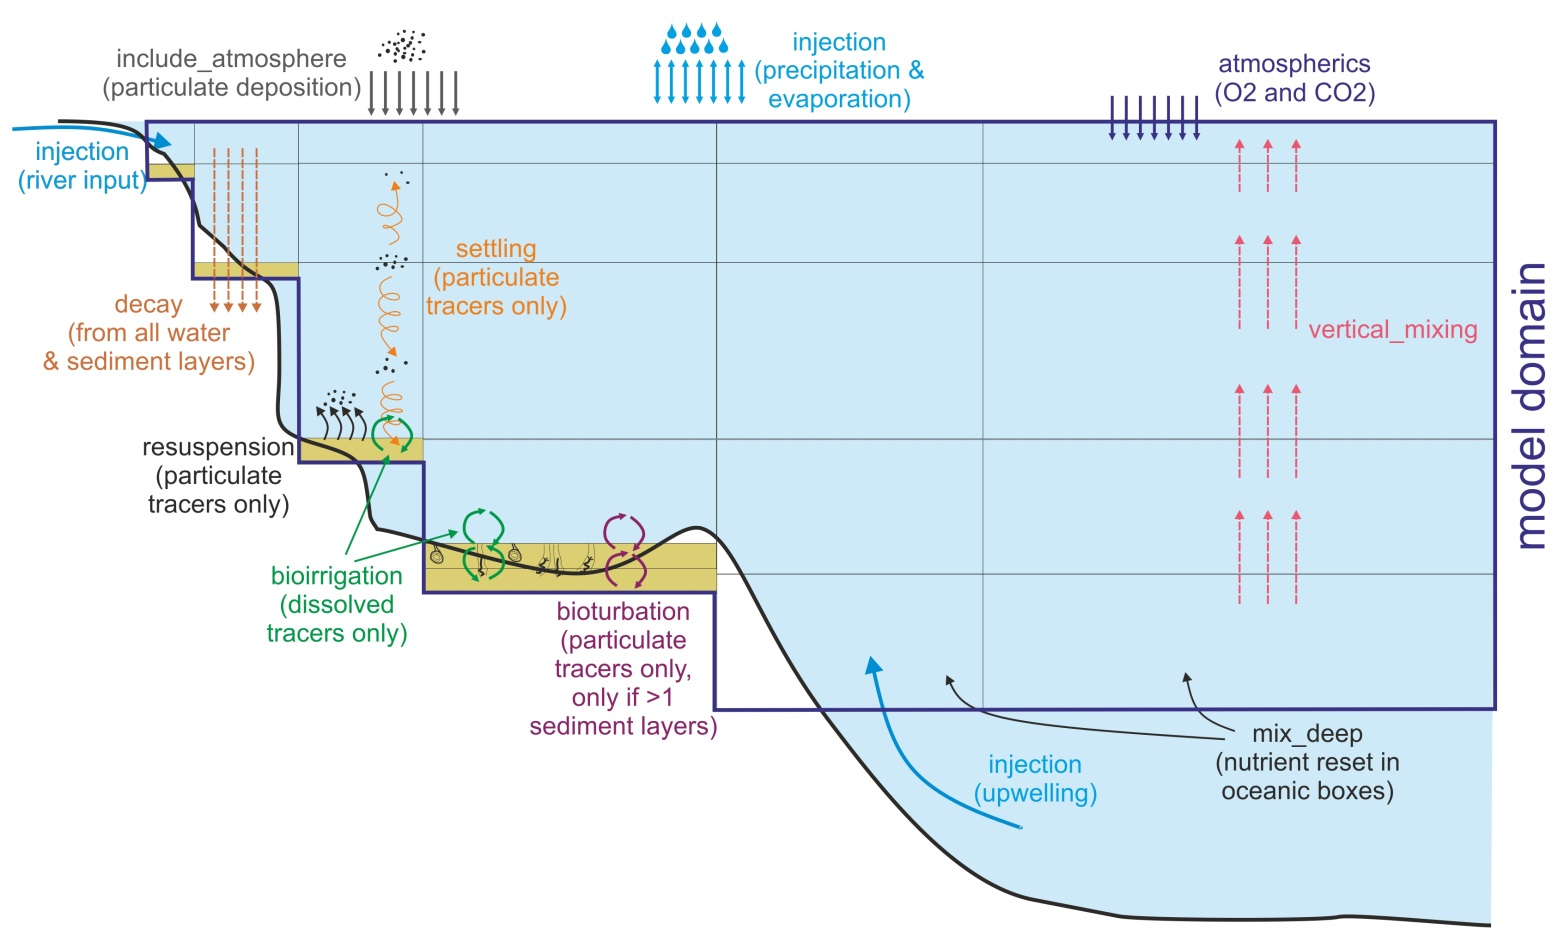 include_atmosphere
(particulate deposition)
injection
(precipitation &
evaporation)
atmospherics
(O2 and CO2)
injection
(river input)
settling
(particulate
tracers only)
decay
(from all water
& sediment layers)
vertical_mixing
model domain
resuspension
(particulate
tracers only)
bioirrigation
(dissolved
tracers only)
bioturbation
(particulate
tracers only,
only if >1
sediment layers)
injection
(upwelling)
mix_deep
(nutrient reset in
oceanic boxes)